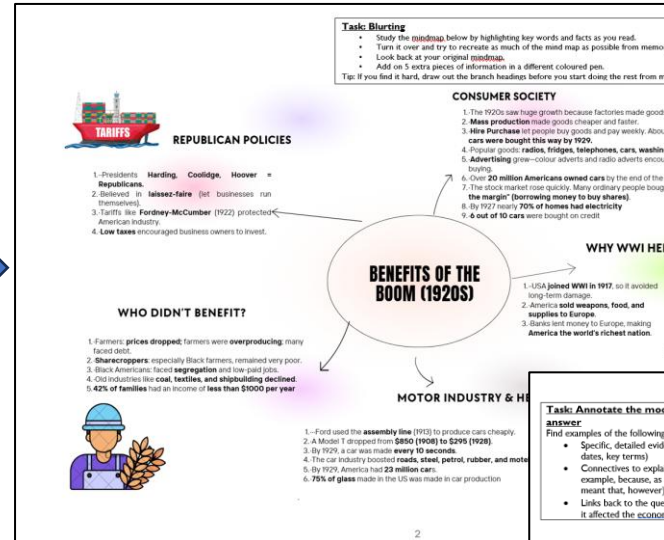 Task: Blurting
• Study the mindmap below by highlighting key words and facts as you read.
• Turn it over and try to recreate as much of the mind map as possible from
• Look back at your original mindmap.
• Add on 5 extra pieces of information in a different coloured pen.
Tip: If you find it hard, draw out the branch headings before you start doing the rest from
TARIFFS
REPUBLICAN POLICIES
1.-Presidents Harding, Coolidge, Hoover =
Republicans.
2.-Believed in laissez-faire (let businesses run
themselves).
3.-Tariffs like Fordney-McCumber (1922) protected
American industry.
4.-Low taxes encouraged business owners to invest.
CONSUMER SOCIETY
1.-The 1920s saw huge growth because factories made goods
2.-Mass production made goods cheaper and faster.
3.-Hire Purchase let people buy goods and pay weekly.
cars were bought this way by 1929.
4.-Popular goods: radios, fridges, telephones, cars,
5.-Advertising grew—colour adverts and radio adverts
buying.
6.-Over 20 million Americans owned cars by the end of the
7.-The stock market rose quickly. Many ordinary people
the margin" (borrowing money to buy shares).
8.-By 1927 nearly 70% of homes had electricity
9.-6 out of 10 cars were bought on credit
BENEFITS OF THE
BOOM (1920S)
WHY WWI
1.-USA joined WWI in 1917, so it avoided
long-term damage.
2.-America sold weapons, food, and
supplies to Europe.
3.-Banks lent money to Europe, making
America the world's richest nation.
WHO DIDN'T BENEFIT?
1.-Farmers: prices dropped; farmers were overproducing; many
faced debt.
2.-Sharecroppers: especially Black farmers, remained very poor.
3.-Black Americans: faced segregation and low-paid jobs.
4.-Old industries like coal, textiles, and shipbuilding declined.
5.42% of families had an income of less than $1000 per year
MOTOR INDUSTRY &
1.--Ford used the assembly line (1913) to produce cars cheaply.
2.-A Model T dropped from $850 (1908) to $295 (1928).
3.-By 1929, a car was made every 10 seconds.
4.-The car industry boosted roads, steel, petrol, rubber, and
5.-By 1929, America had 23 million cars.
6.-75% of glass made in the US was made in car production
2
Task: Annotate the
answer
Find examples of the following
• Specific, detailed
dates, key terms)
• Connectives to
example, because, as
meant that, however)
• Links back to the
it affected the